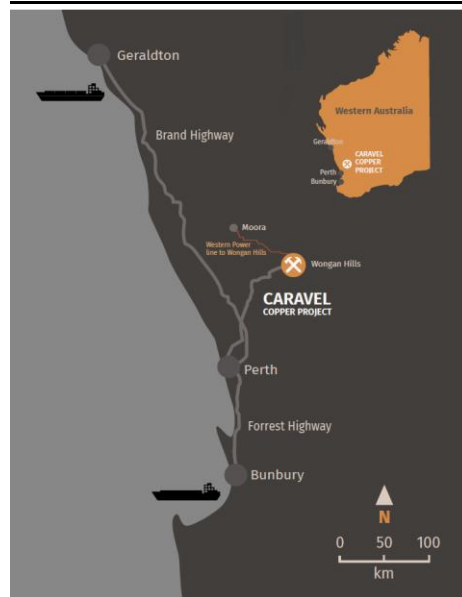 Geraldton
Brand Highway
Western Australia
Geraldton
CARAVEL
COPPER
PROJECT
Perth
Bunbury
Moora
Western Power
line to Wongan Hills
Wongan Hills
CARAVEL
COPPER PROJECT
Perth
Forrest Highway
Bunbury
N
0 50 100
km